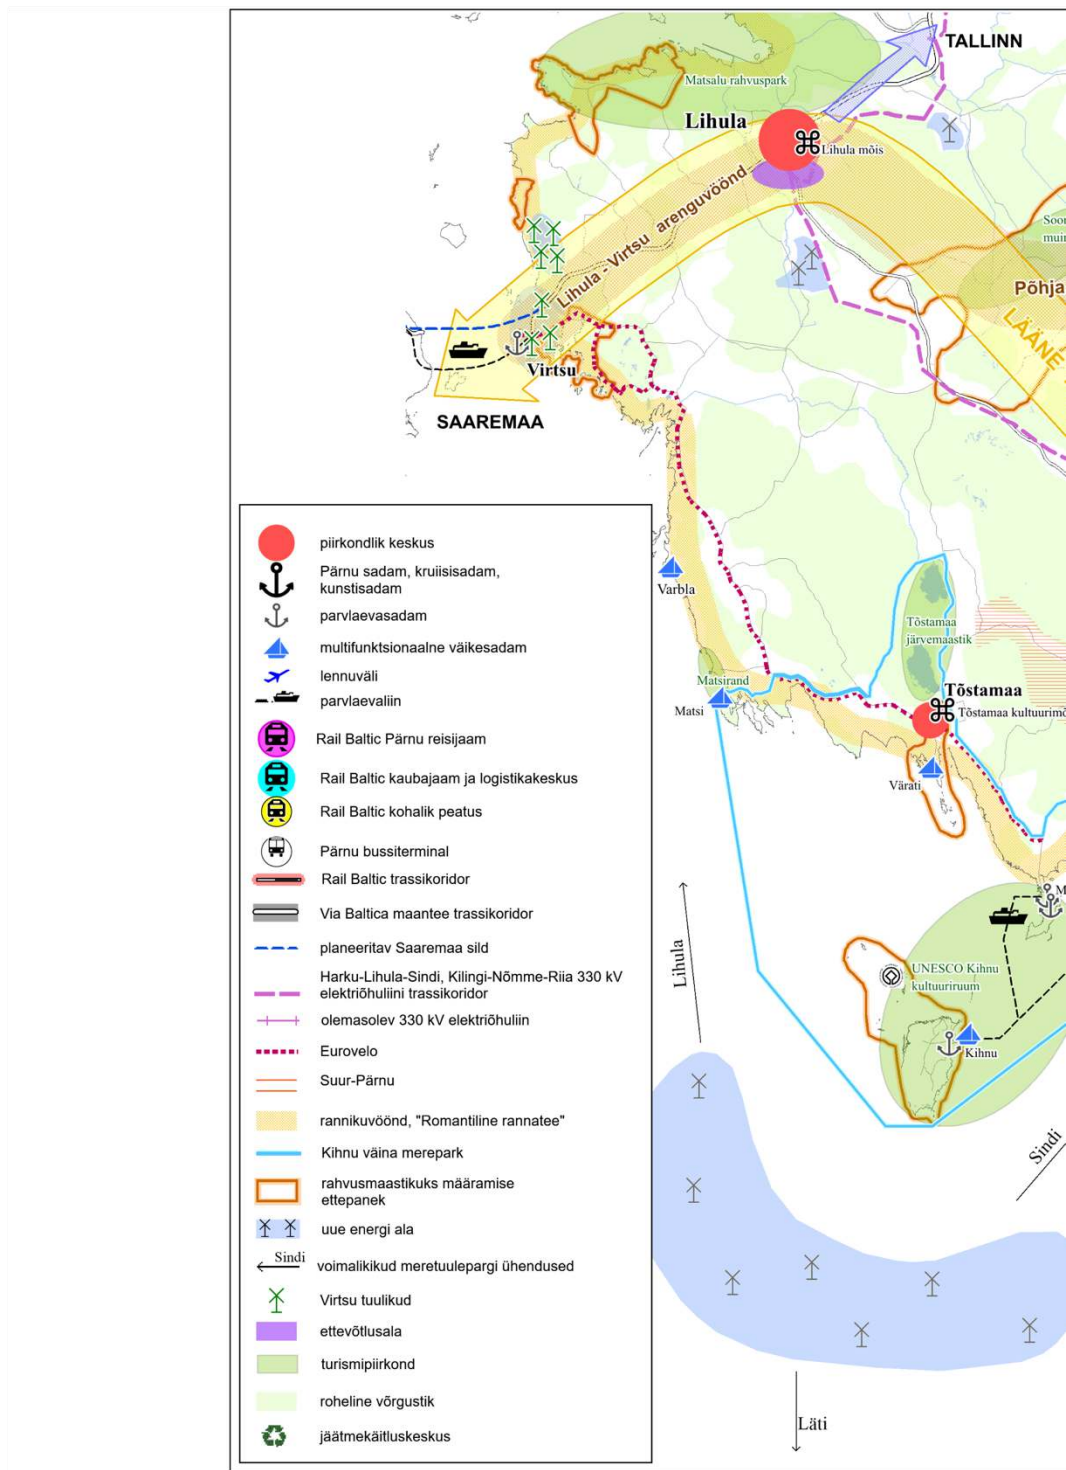 TALLINN
Matsalu rahvuspark
Lihula
Lihula mõis
Soor
muin
Lihula - Virtsu arenguvöönd
Põhja
LÄÄNE
Virtsu
SAAREMAA
Varbla
Tõstamaa
järvemaastik
Matsirand
Matsi
Tõstamaa
Tõstamaa kultuurimõ
Värati
M
Lihula
UNESCO Kihnu
kultuuriruum
Kihnu
Sindi
Läti
piirkondlik keskus
Pärnu sadam, kruiisisadam,
kunstisadam
parvlaevasadam
multifunktsionaalne väikesadam
lennuväli
parvlaevaliin
Rail Baltic Pärnu reisijaam
Rail Baltic kaubajaam ja logistikakeskus
Rail Baltic kohalik peatus
Pärnu bussiterminal
Rail Baltic trassikoridor
Via Baltica maantee trassikoridor
planeeritav Saaremaa sild
Harku-Lihula-Sindi, Kilingi-Nõmme-Riia 330 kV
elektriõhuliini trassikoridor
olemasolev 330 kV elektriõhuliin
Eurovelo
Suur-Pärnu
rannikuvöönd, "Romantiline rannatee"
Kihnu väina merepark
rahvusmaastikuks määramise
ettepanek
uue energi ala
Sindi voimalikikud meretuulepargi ühendused
Virtsu tuulikud
ettevõtlusala
turismipiirkond
roheline võrgustik
jäätmekäitluskeskus